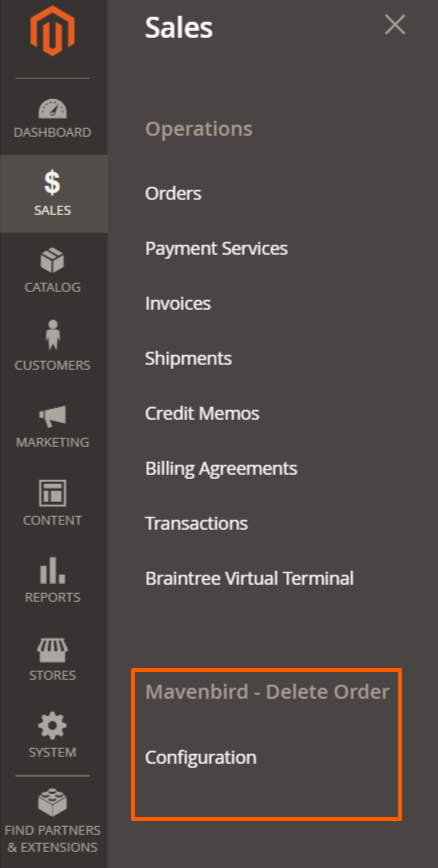 DASHBOARD
SALES
CATALOG
CUSTOMERS
MARKETING
CONTENT
REPORTS
STORES
SYSTEM
FIND PARTNERS
& EXTENSIONS
Sales
Operations
Orders
Payment Services
Invoices
Shipments
Credit Memos
Billing Agreements
Transactions
Braintree Virtual Terminal
Mavenbird - Delete Order
Configuration